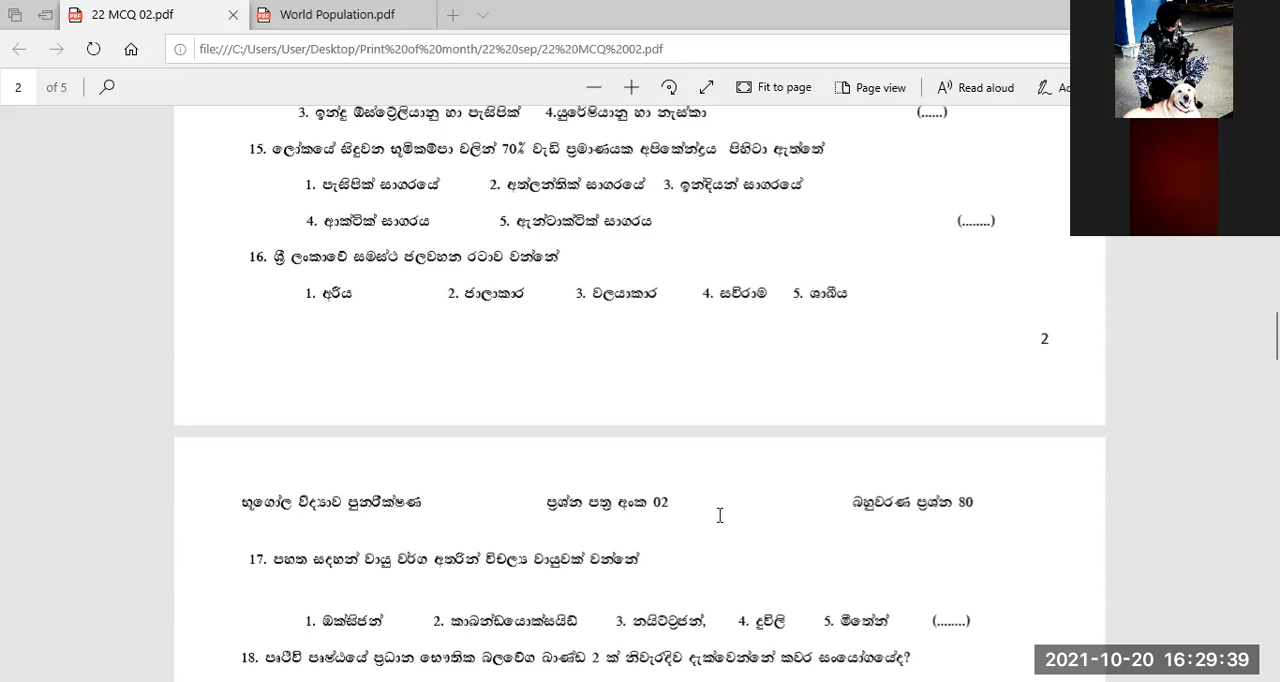 22 MCQ 02.pdf World Population.pdf
file:///C:/Users/User/Desktop/Print%20of%20month/22%20sep/22%20MCQ%2002.pdf
2 of 5 Fit to page Page view Read aloud
3. ඉන්දු ඕස්ට්‍රේලියානු හා පැසිපික් 4.යුරේෂියානු හා නැස්කා (......)
15. ලෝකයේ සිදුවන භූමිකම්පා වලින් 70% වැඩි ප්‍රමාණයක අපිකේන්ද්‍රය පිහිටා ඇත්තේ
1. පැසිපික් සාගරයේ 2. අත්ලන්තික් සාගරයේ 3. ඉන්දියන් සාගරයේ
4. ආක්ටික් සාගරය 5. ඇන්ටාක්ටික් සාගරය (........)
16. ශ්‍රී ලංකාවේ සමස්ථ ජලවහන රටාව වන්නේ
1. අරීය 2. ජාලාකාර 3. වලයාකාර 4. සවිරාම 5. ශාඛීය
2
භූගෝල විද්‍යාව පුනරීක්ෂණ ප්‍රශ්න පත්‍ර අංක 02 බහුවරණ ප්‍රශ්න 80
17. පහත සදහන් වායු වර්ග අතරින් විචල්‍ය වායුවක් වන්නේ
1. ඔක්සිජන් 2. කාබන්ඩයොක්සයිඩ් 3. නයිට්‍රජන්, 4. දූවිලි 5. මීතේන් (........)
18. පෘථිවි පෘෂ්ඨයේ ප්‍රධාන භෞතික බලවේග ඛාණ්ඩ 2 ක් නිවැරදිව දැක්වෙන්නේ කවර සංයෝගයේද?
2021-10-20 16:29:39